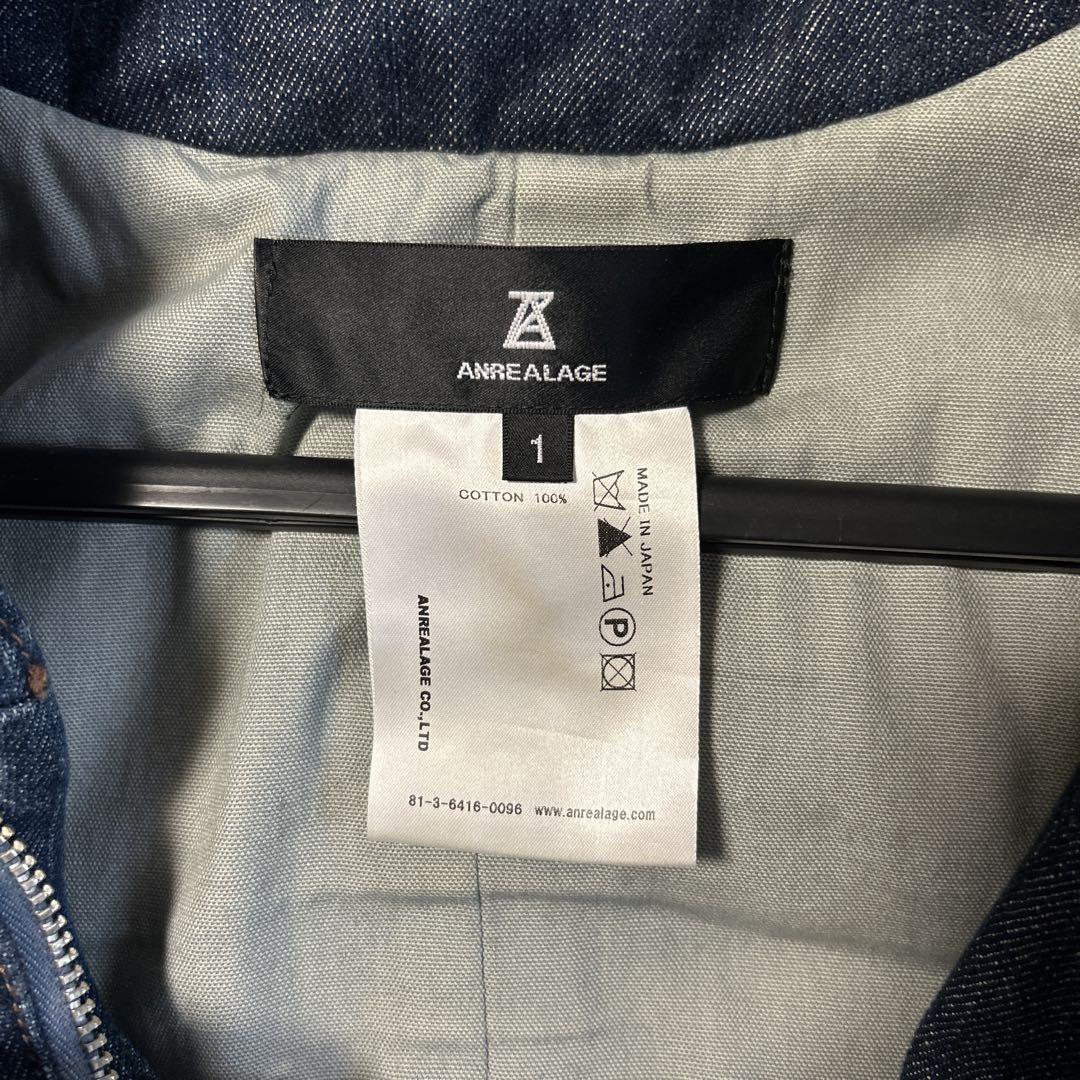 ANREALAGE
1
COTTON 100%
MADE IN JAPAN
P
ANREALAGE CO.,LTD
81-3-6416-0096 www.anrealage.com